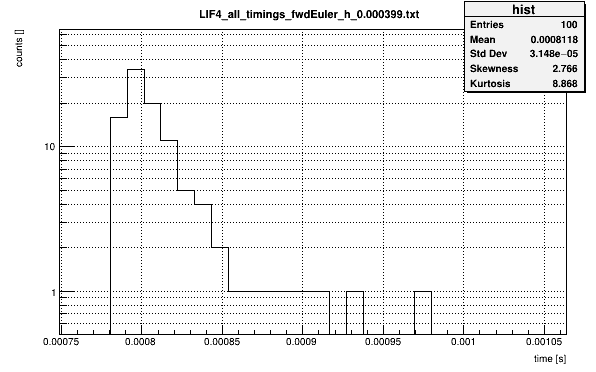 LIF4_all_timings_fwdEuler_h_0.000399.txt
hist
Entries 100
Mean 0.0008118
Std Dev 3.148e−05
Skewness 2.766
Kurtosis 8.868
counts []
10
1
0.00075 0.0008 0.00085 0.0009 0.00095 0.001 0.00105
time [s]